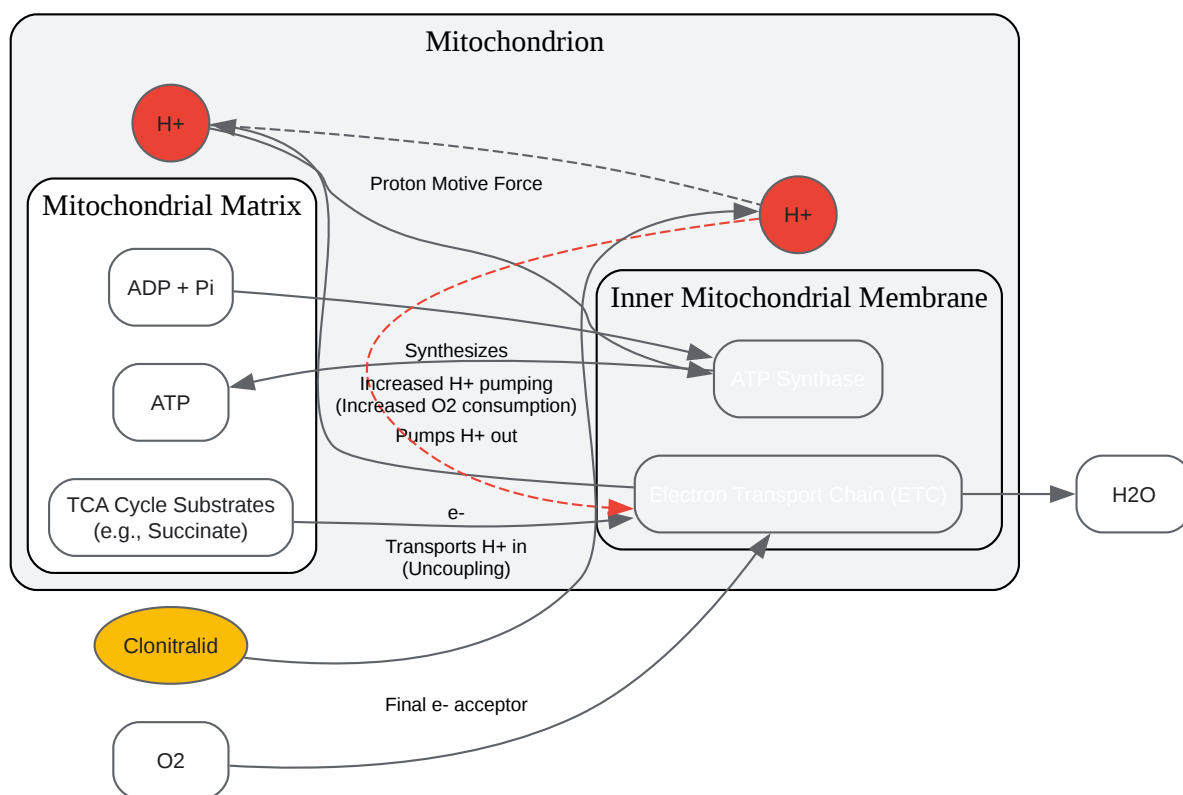 Mitochondrion
H+
Proton Motive Force
H+
Mitochondrial Matrix
Inner Mitochondrial Membrane
ADP + Pi
Synthesizes
ATP Synthase
ATP
Increased H+ pumping
(Increased O2 consumption)
Pumps H+ out
TCA Cycle Substrates
(e.g., Succinate)
e-
Electron Transport Chain (ETC)
H2O
Transports H+ in
(Uncoupling)
Clonitralid
Final e- acceptor
O2